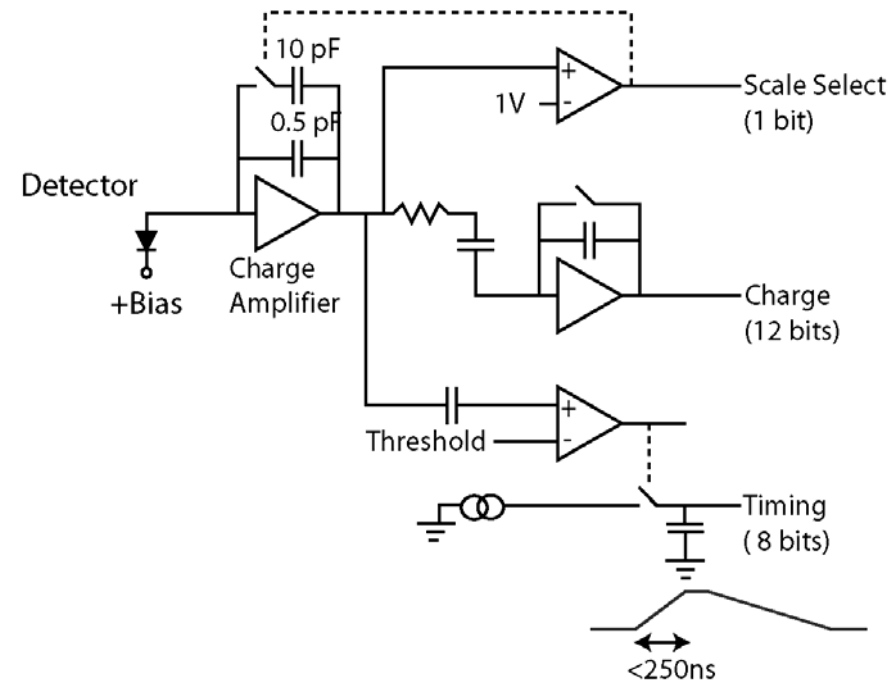 10 pF
0.5 pF
Detector
+Bias
Charge
Amplifier
+
1V
-
Scale Select
(1 bit)
Charge
(12 bits)
+
Threshold
-
Timing
( 8 bits)
<250ns